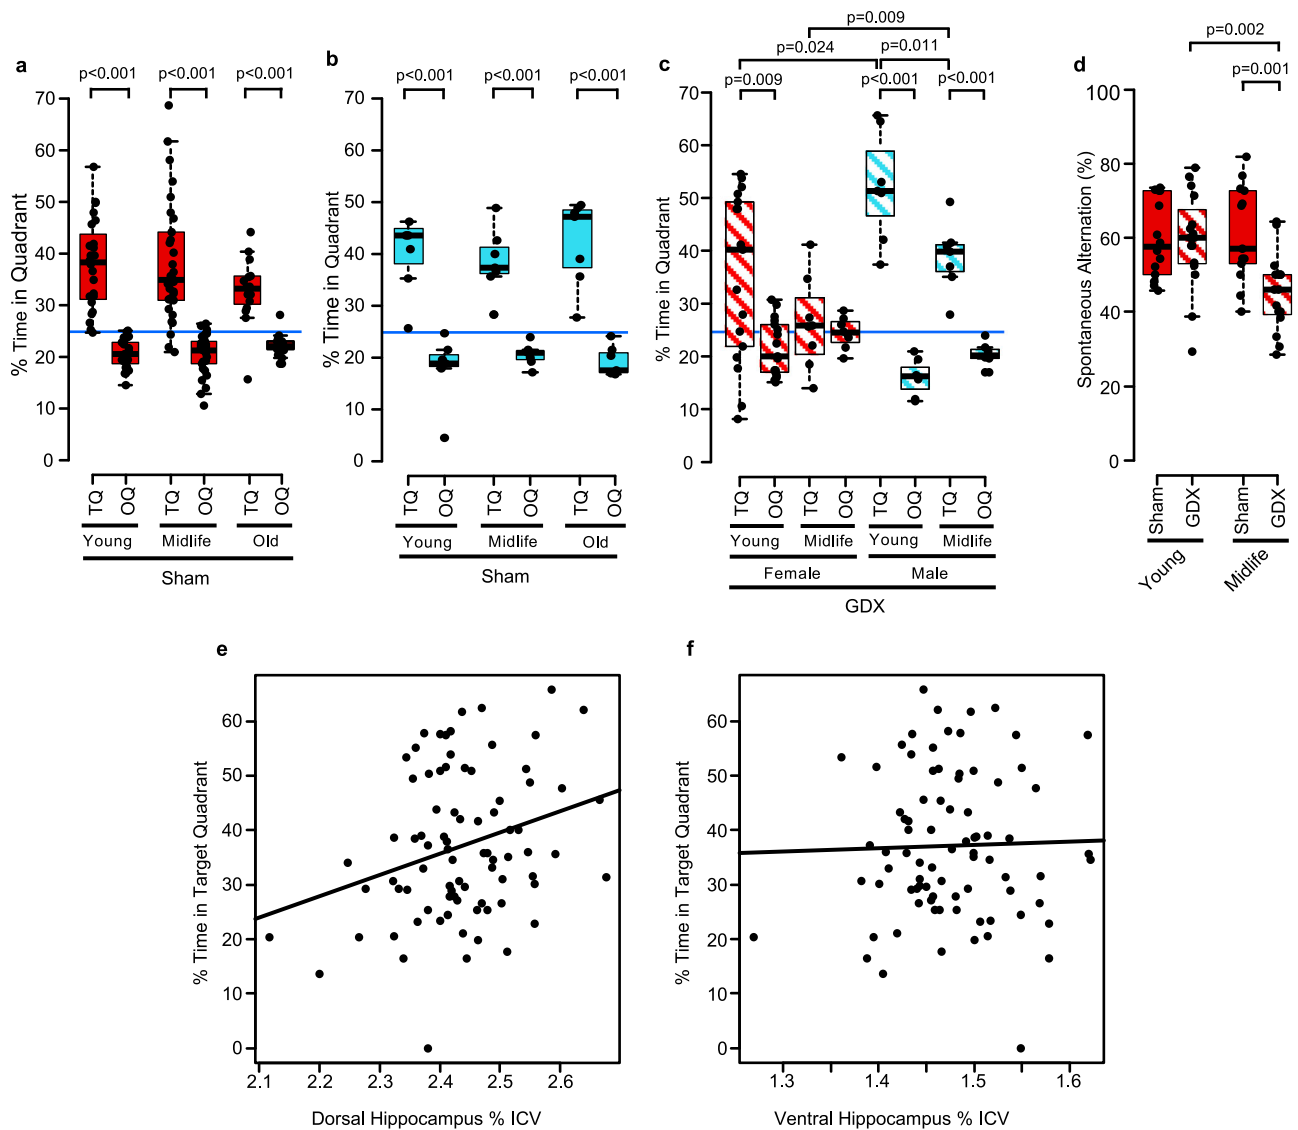 a
p<0.001
p<0.001
p<0.001
% Time in Quadrant
70
60
50
40
30
20
10
0
TQ
OQ
TQ
OQ
TQ
OQ
Young
Midlife
Old
Sham
b
p<0.001
p<0.001
p<0.001
% Time in Quadrant
70
60
50
40
30
20
10
0
TQ
OQ
TQ
OQ
TQ
OQ
Young
Midlife
Old
Sham
c
p=0.009
p=0.024
p=0.011
p=0.009
p<0.001
p<0.001
% Time in Quadrant
70
60
50
40
30
20
10
0
TQ
OQ
TQ
OQ
TQ
OQ
TQ
OQ
Young
Midlife
Young
Midlife
Female
Male
GDX
d
p=0.002
p=0.001
Spontaneous Alternation (%)
100
80
60
40
20
0
Sham
GDX
Sham
GDX
Young
Midlife
e
% Time in Target Quadrant
60
50
40
30
20
10
0
2.1
2.2
2.3
2.4
2.5
2.6
Dorsal Hippocampus % ICV
f
% Time in Target Quadrant
60
50
40
30
20
10
0
1.3
1.4
1.5
1.6
Ventral Hippocampus % ICV